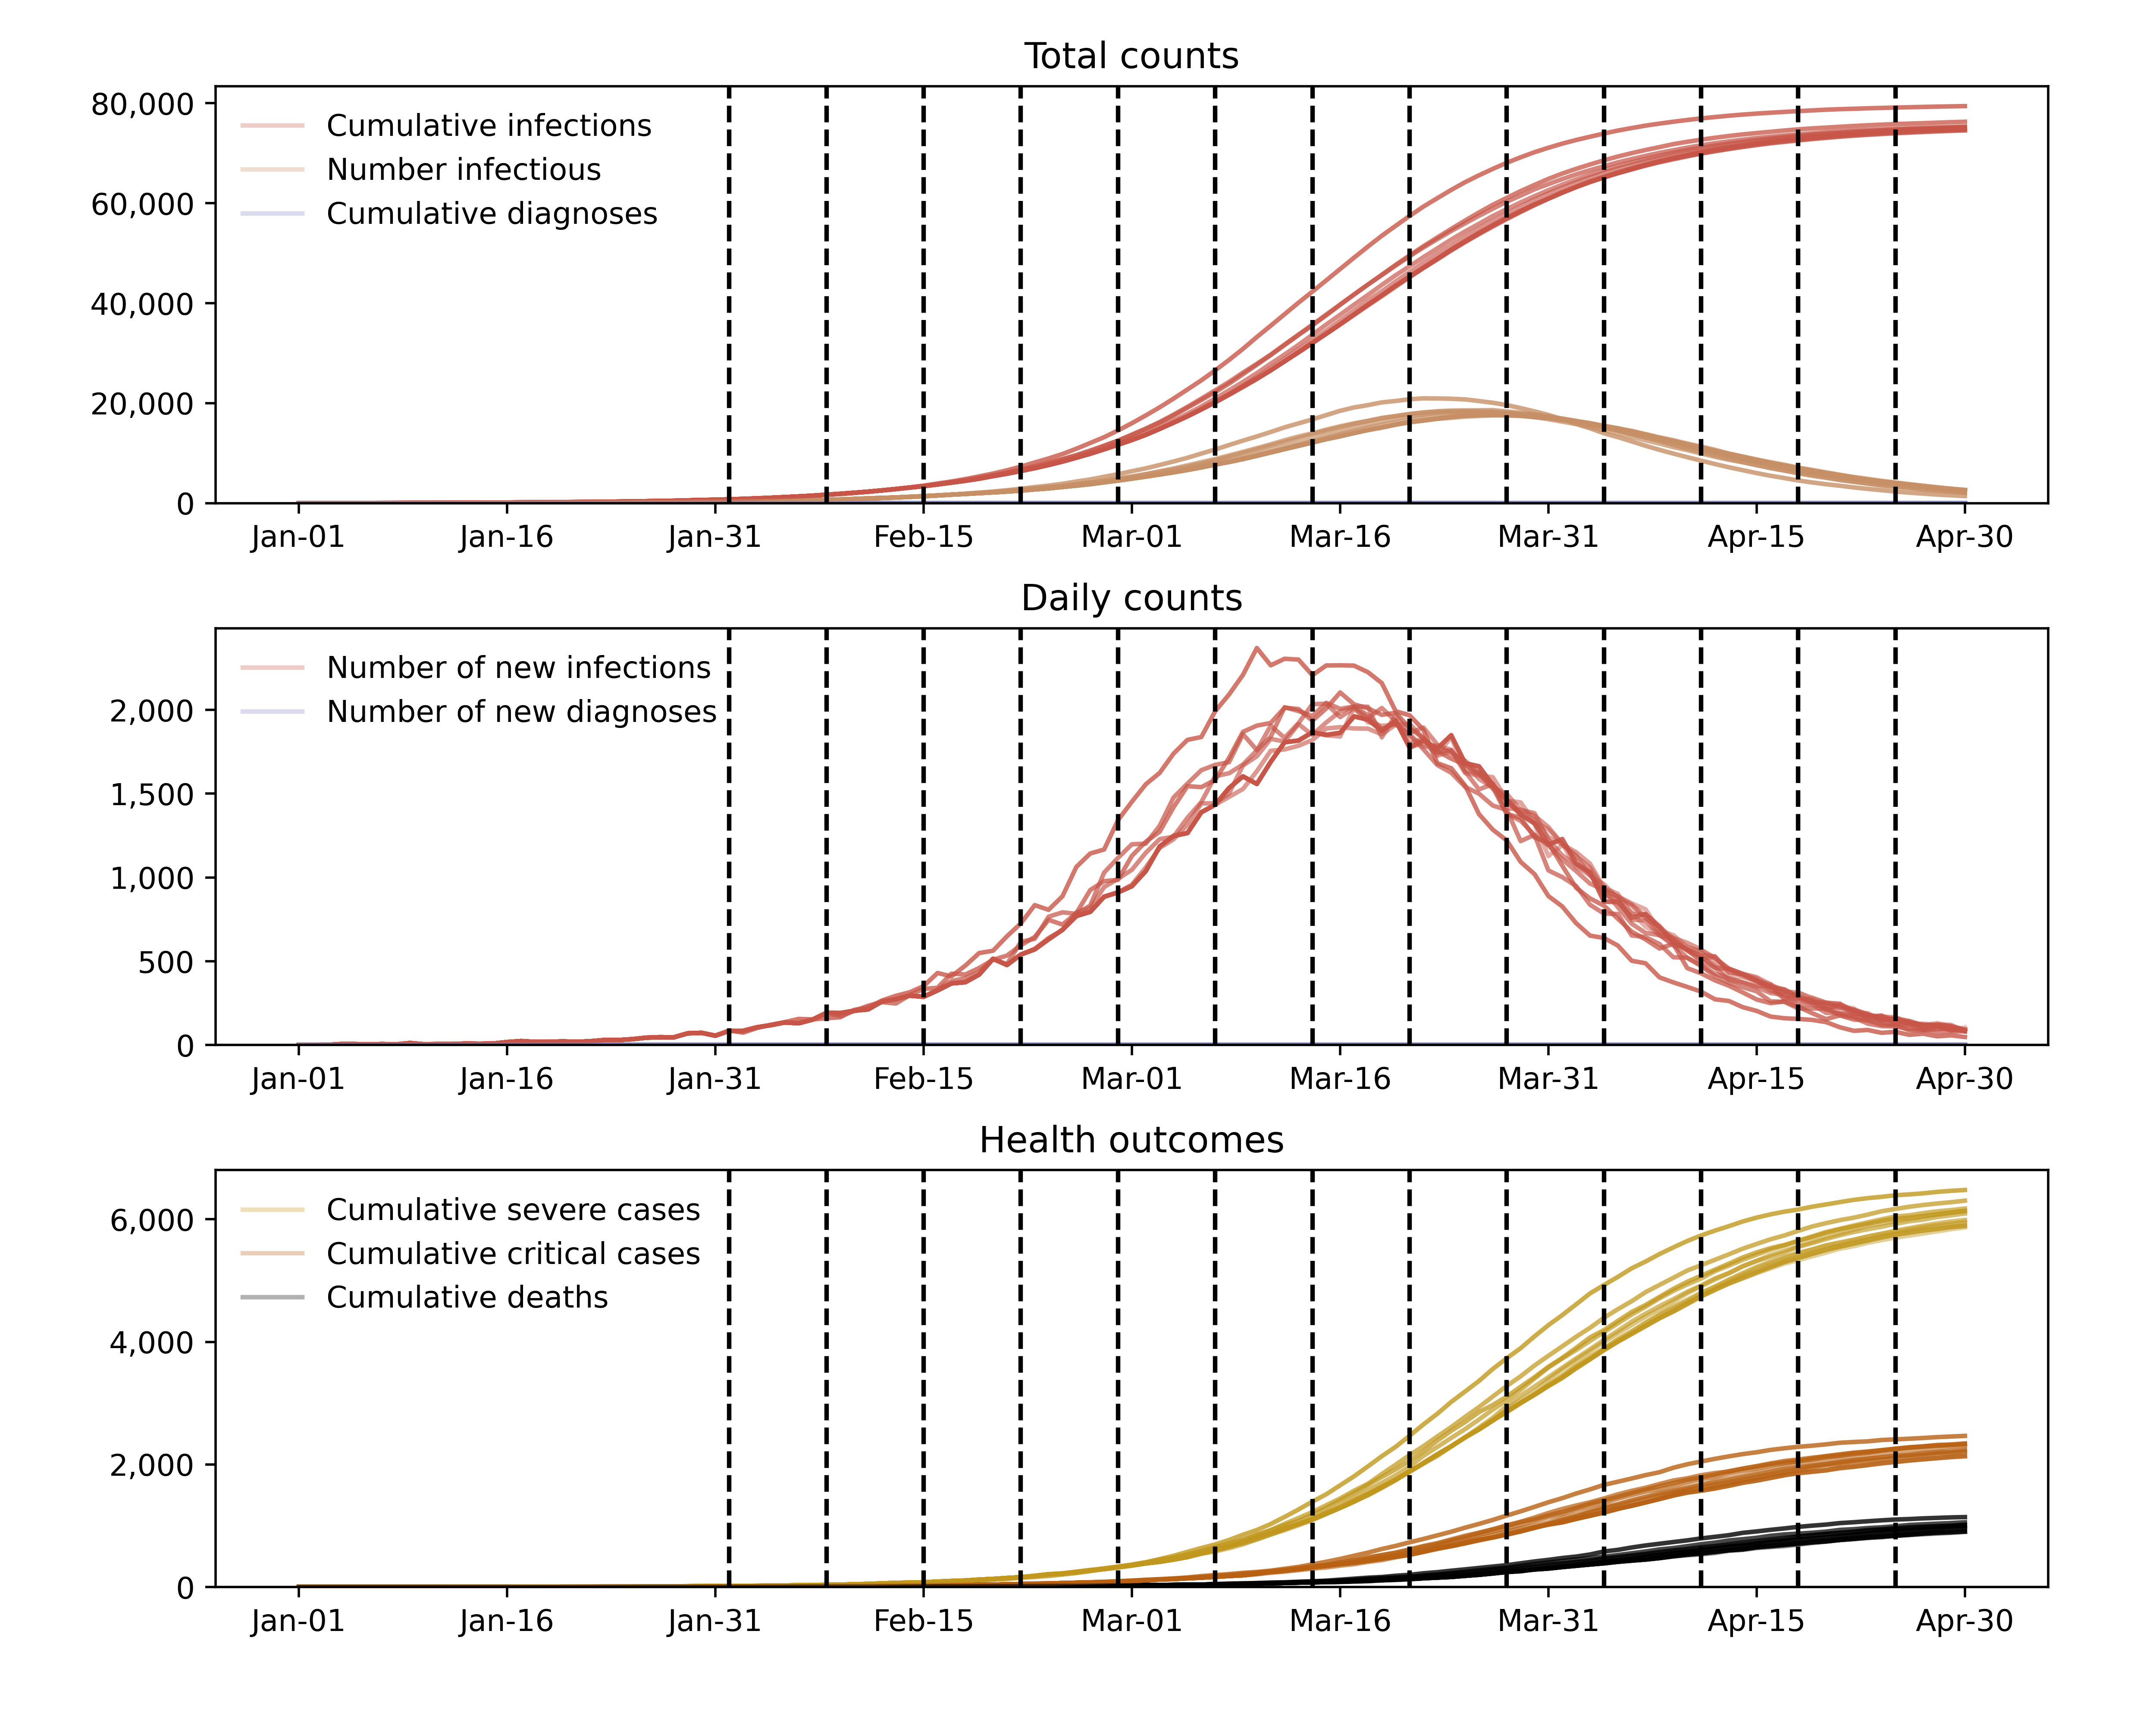 Total counts
80,000
60,000
40,000
20,000
0
Cumulative infections
Number infectious
Cumulative diagnoses
Jan-01 Jan-16 Jan-31 Feb-15 Mar-01 Mar-16 Mar-31 Apr-15 Apr-30
Daily counts
2,000
1,500
1,000
500
0
Number of new infections
Number of new diagnoses
Jan-01 Jan-16 Jan-31 Feb-15 Mar-01 Mar-16 Mar-31 Apr-15 Apr-30
Health outcomes
6,000
4,000
2,000
0
Cumulative severe cases
Cumulative critical cases
Cumulative deaths
Jan-01 Jan-16 Jan-31 Feb-15 Mar-01 Mar-16 Mar-31 Apr-15 Apr-30